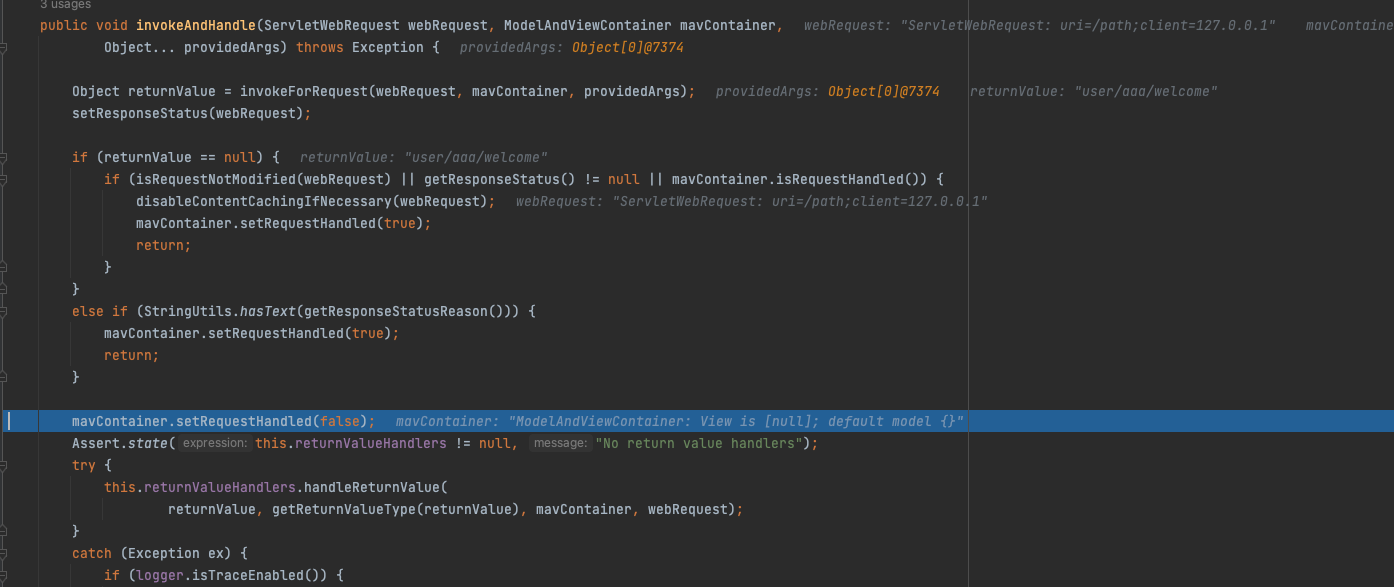 3 usages
public void invokeAndHandle(ServletWebRequest webRequest, ModelAndViewContainer mavContainer,   webRequest: "ServletWebRequest: uri=/path;client=127.0.0.1"    mavContaine
        Object... providedArgs) throws Exception {   providedArgs: Object[0]@7374
    Object returnValue = invokeForRequest(webRequest, mavContainer, providedArgs);   providedArgs: Object[0]@7374    returnValue: "user/aaa/welcome"
    setResponseStatus(webRequest);
    if (returnValue == null) {   returnValue: "user/aaa/welcome"
        if (isRequestNotModified(webRequest) || getResponseStatus() != null || mavContainer.isRequestHandled()) {
            disableContentCachingIfNecessary(webRequest);   webRequest: "ServletWebRequest: uri=/path;client=127.0.0.1"
            mavContainer.setRequestHandled(true);
            return;
        }
    }
    else if (StringUtils.hasText(getResponseStatusReason())) {
        mavContainer.setRequestHandled(true);
        return;
    }
    mavContainer.setRequestHandled(false);   mavContainer: "ModelAndViewContainer: View is [null]; default model {}"
    Assert.state( expression: this.returnValueHandlers != null,  message: "No return value handlers");
    try {
        this.returnValueHandlers.handleReturnValue(
                returnValue, getReturnValueType(returnValue), mavContainer, webRequest);
    }
    catch (Exception ex) {
        if (logger.isTraceEnabled()) {